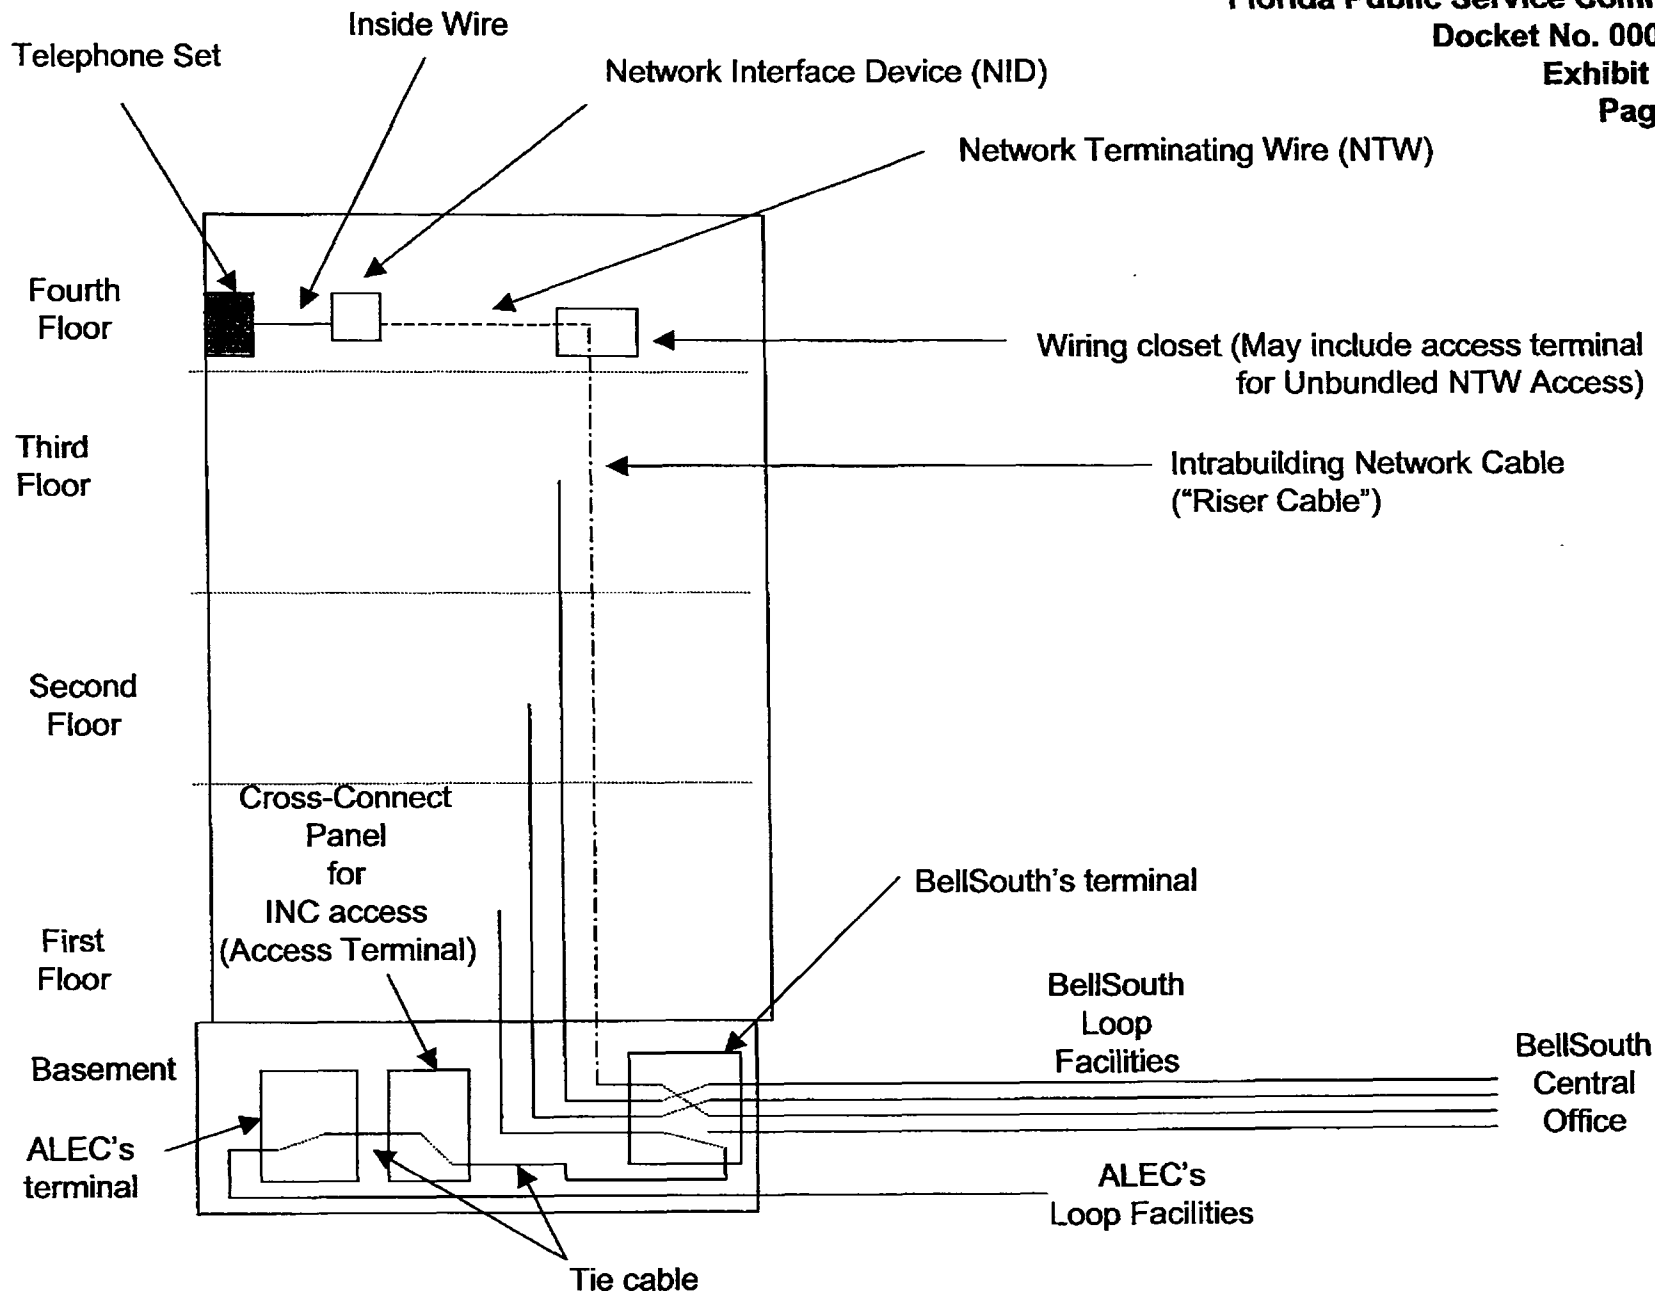 Docket No. 000
Exhibit
Inside Wire
Telephone Set
Network Interface Device (NID)
Network Terminating Wire (NTW)
Fourth
Floor
Wiring closet (May include access terminal
for Unbundled NTW Access)
Third
Floor
Intrabuilding Network Cable
("Riser Cable")
Second
Floor
Cross-Connect
Panel
for
INC access
(Access Terminal)
BellSouth's terminal
First
Floor
BellSouth
Loop
Facilities
BellSouth
Central
Office
Basement
ALEC's
terminal
ALEC's
Loop Facilities
Tie cable